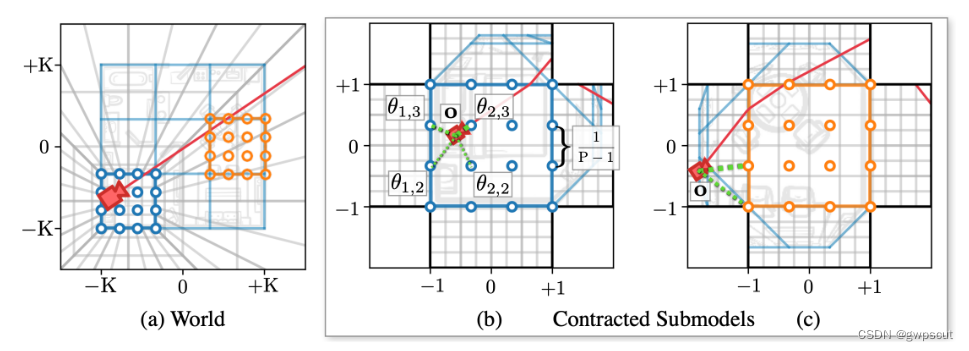 +K
0
−K
−K
0
+K
(a) World
+1
0
−1
−1
0
+1
θ1,3
o
θ2,3
θ1,2
θ2,2
1
P − 1
(b)
Contracted Submodels
+1
0
−1
−1
0
+1
o
(c)
CSDN @gwpscut